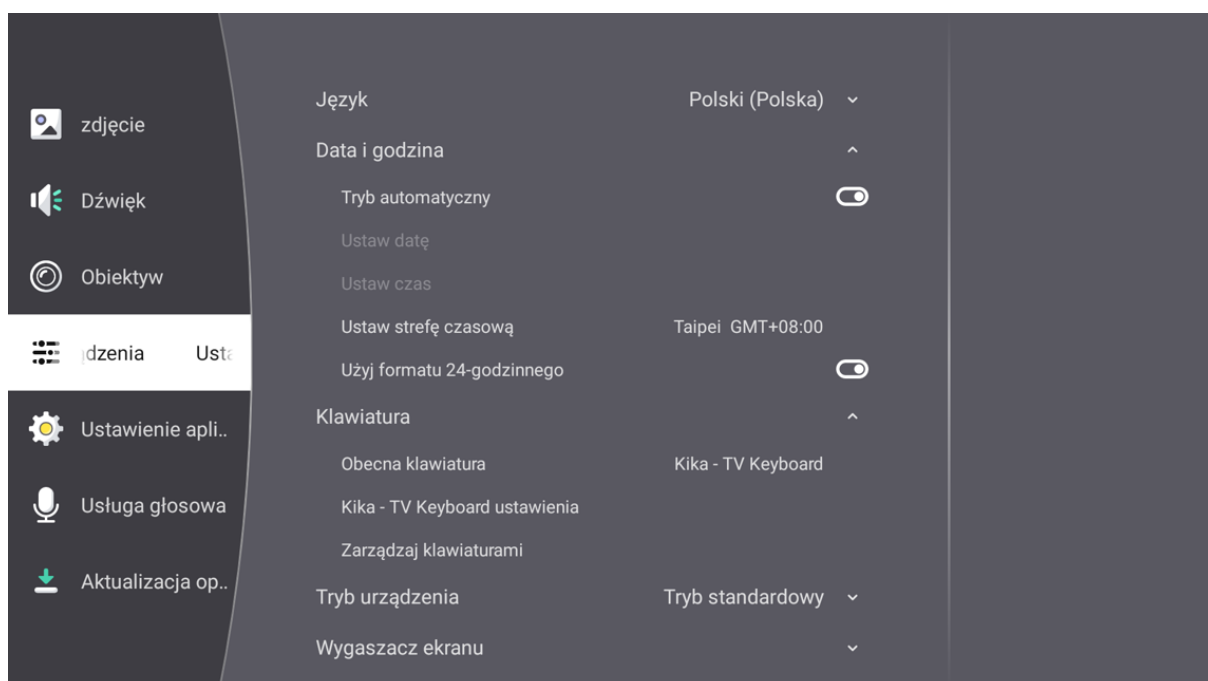 zdjęcie
Dźwięk
Obiektyw
dzenia Usta
Ustawienie apli..
Usługa głosowa
Aktualizacja op..
Język Polski (Polska)
Data i godzina
Tryb automatyczny
Ustaw datę
Ustaw czas
Ustaw strefę czasową Taipei GMT+08:00
Użyj formatu 24-godzinnego
Klawiatura
Obecna klawiatura Kika - TV Keyboard
Kika - TV Keyboard ustawienia
Zarządzaj klawiaturami
Tryb urządzenia Tryb standardowy
Wygaszacz ekranu